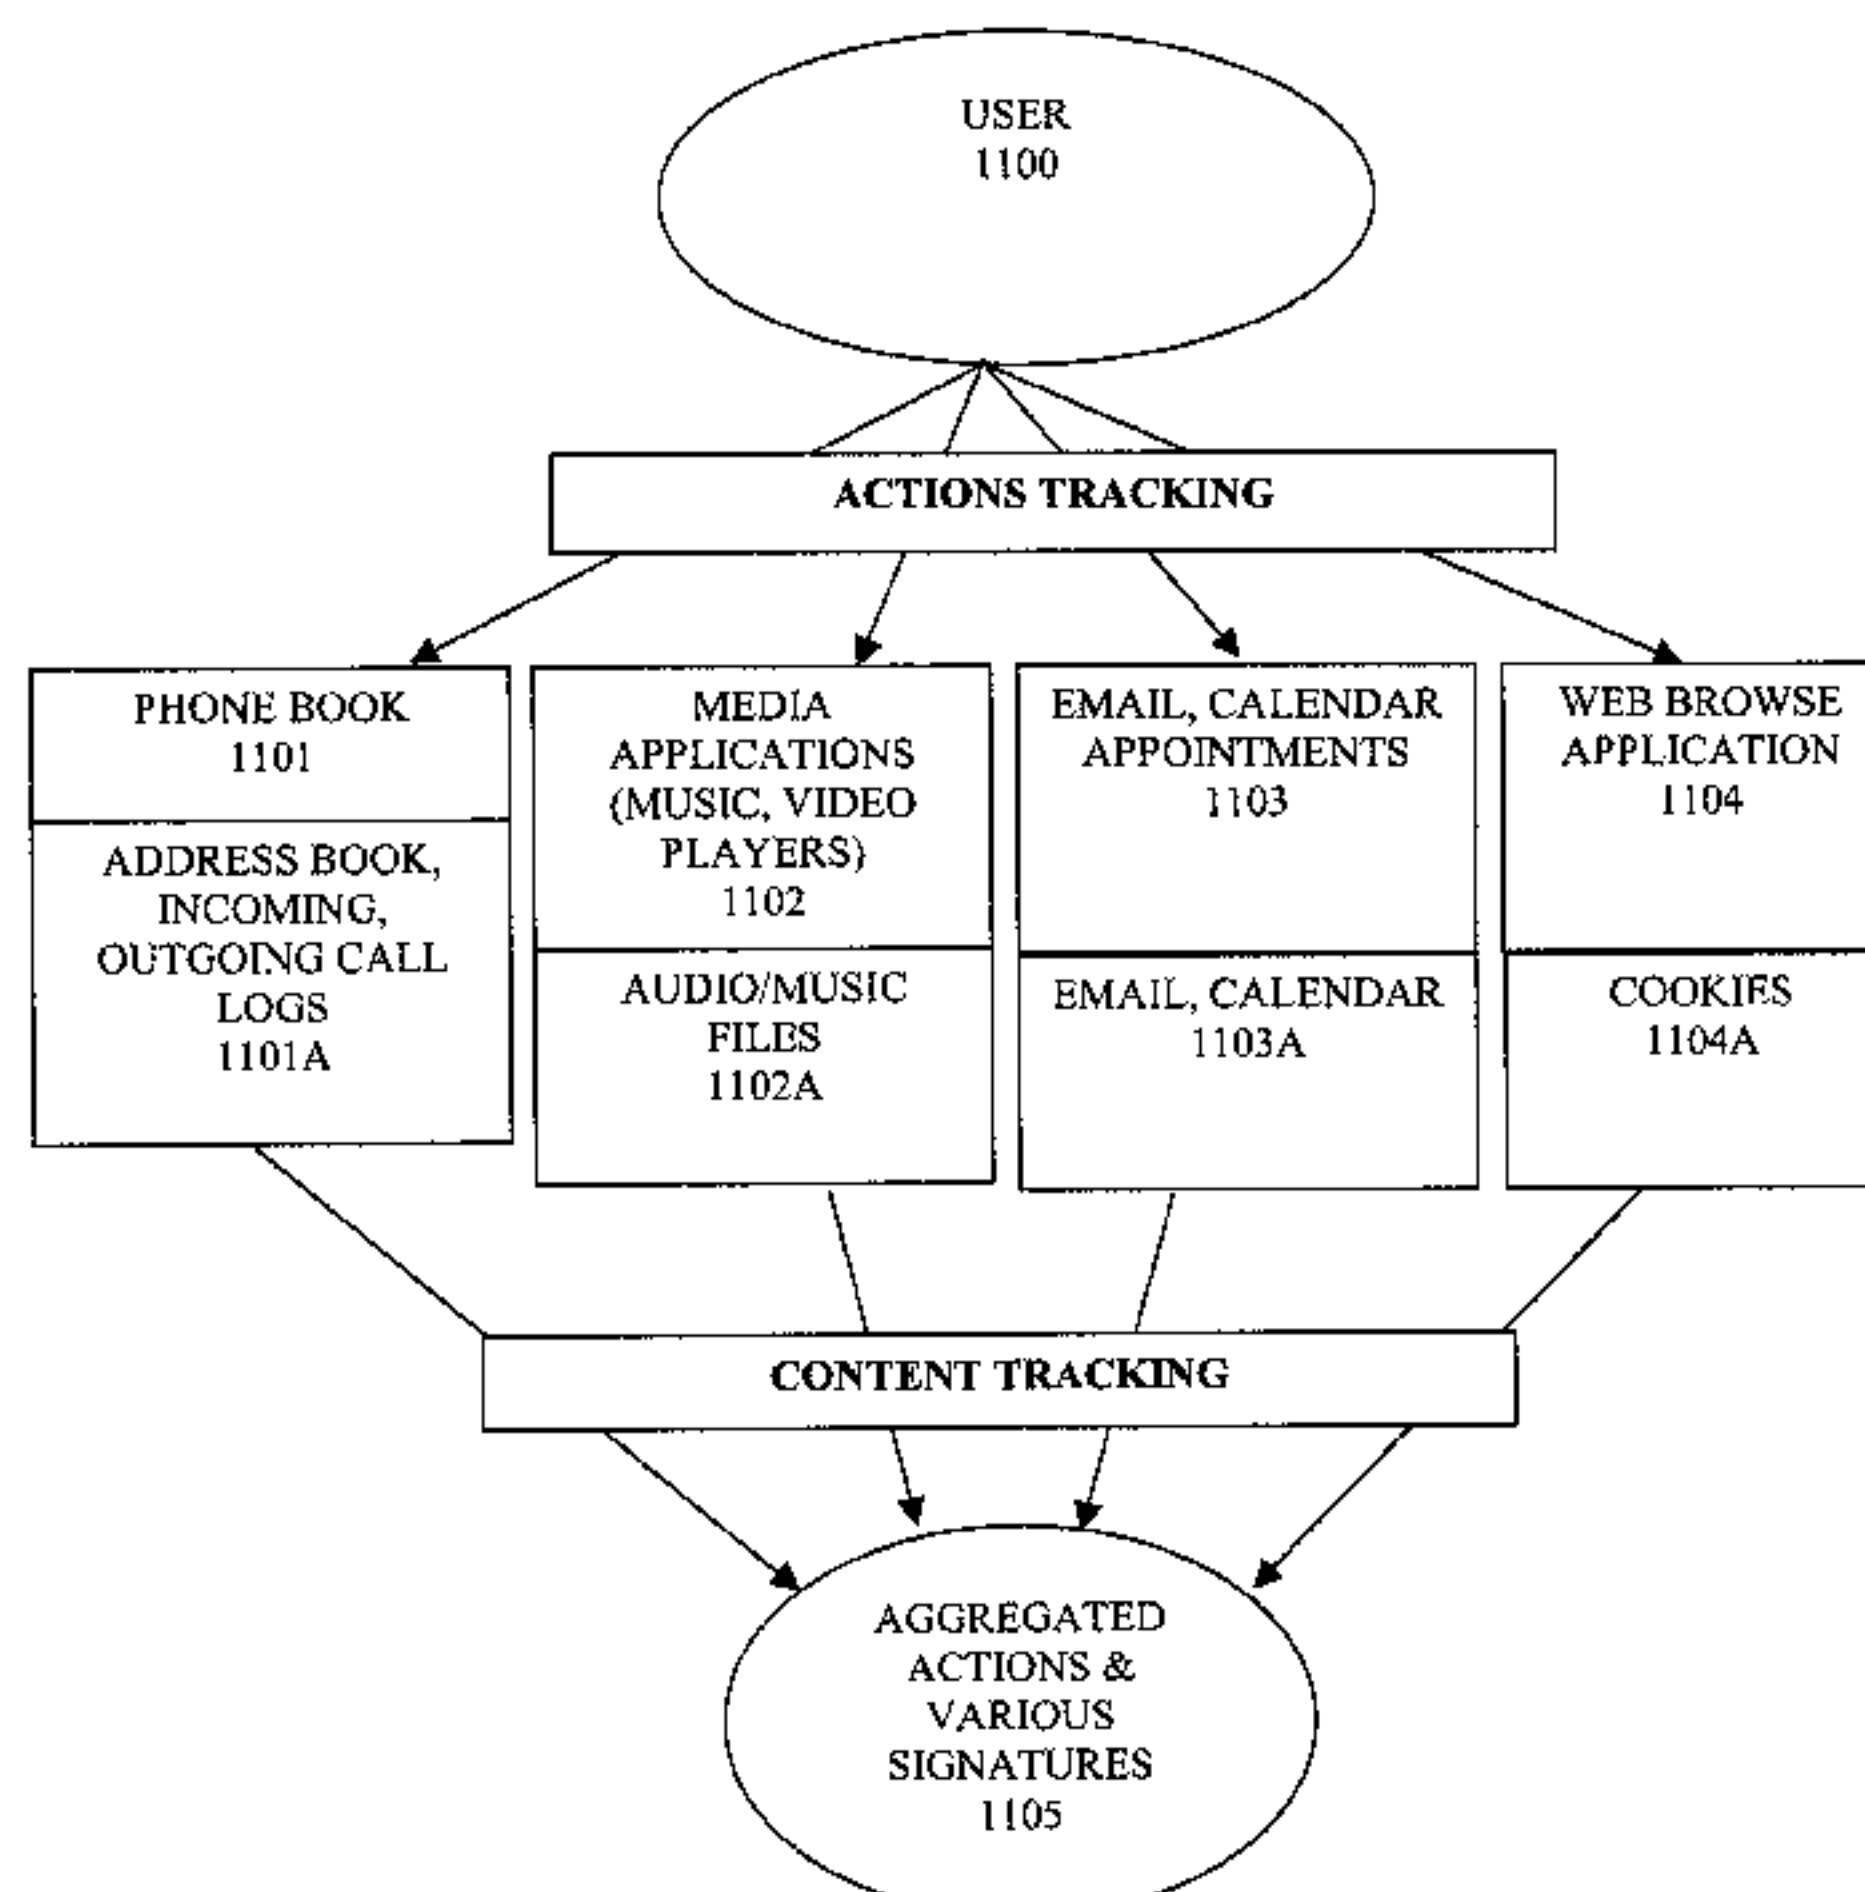 USER
1100
ACTIONS TRACKING
PHONE BOOK
1101
ADDRESS BOOK,
INCOMING,
OUTGOING CALL
LOGS
1101A
MEDIA
APPLICATIONS
(MUSIC, VIDEO
PLAYERS)
1102
AUDIO/MUSIC
FILES
1102A
EMAIL, CALENDAR
APPOINTMENTS
1103
EMAIL, CALENDAR
1103A
WEB BROWSE
APPLICATION
1104
COOKIES
1104A
CONTENT TRACKING
AGGREGATED
ACTIONS &
VARIOUS
SIGNATURES
1105